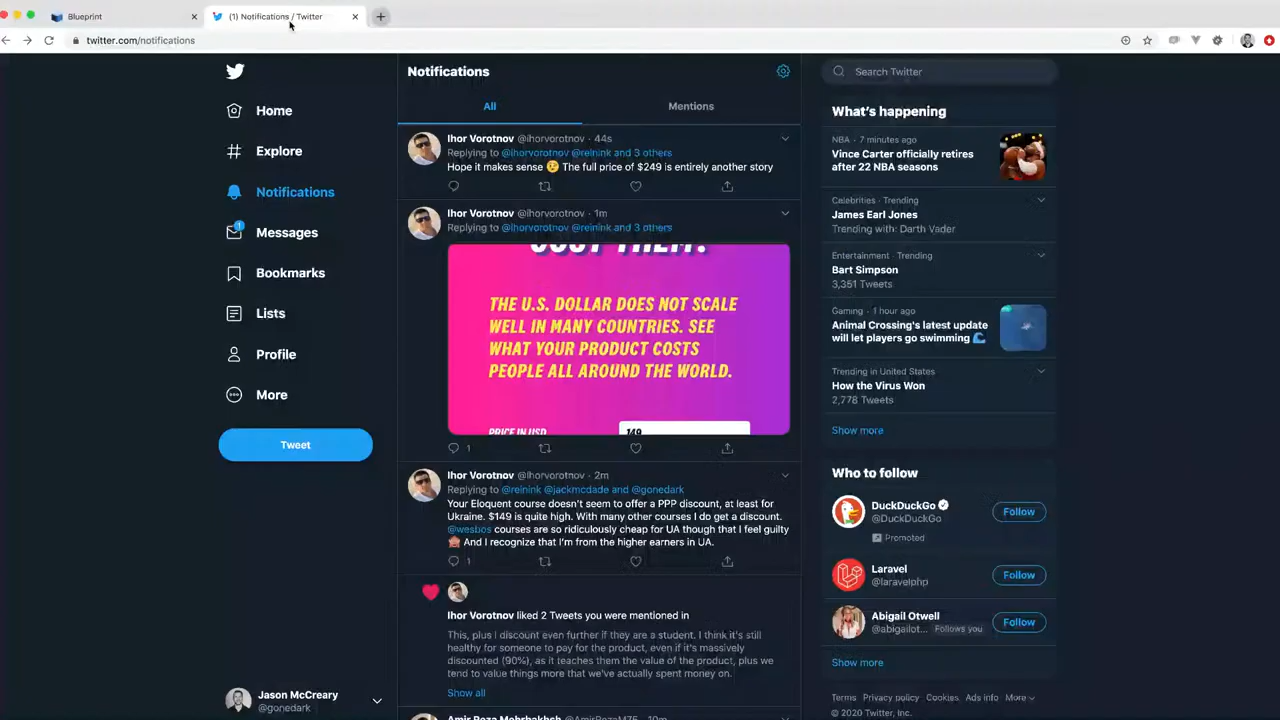 Blueprint
(1) Notifications / Twitter
twitter.com/notifications
Notifications
Search Twitter
All
Mentions
Home
Explore
Notifications
1
Messages
Bookmarks
Lists
Profile
More
Tweet
Jason McCreary
@gonedark
Ihor Vorotnov @ihorvorotnov · 44s
Replying to @ihorvorotnov @reinink and 3 others
Hope it makes sense 😢 The full price of $249 is entirely another story
Ihor Vorotnov @ihorvorotnov · 1m
Replying to @ihorvorotnov @reinink and 3 others
COST THEM?
THE U.S. DOLLAR DOES NOT SCALE
WELL IN MANY COUNTRIES. SEE
WHAT YOUR PRODUCT COSTS
PEOPLE ALL AROUND THE WORLD.
PRICE IN USD
149
1
Ihor Vorotnov @ihorvorotnov · 2m
Replying to @reinink @jackmcdade and @gonedark
Your Eloquent course doesn't seem to offer a PPP discount, at least for
Ukraine. $149 is quite high. With many other courses I do get a discount.
@wesbos courses are so ridiculously cheap for UA though that I feel guilty
🙈 And I recognize that I'm from the higher earners in UA.
1
Ihor Vorotnov liked 2 Tweets you were mentioned in
This, plus I discount even further if they are a student. I think it's still
healthy for someone to pay for the product, even if it's massively
discounted (90%), as it teaches them the value of the product, plus we
tend to value things more that we've actually spent money on.
Show all
Amir Reza Mehrbakhsh @AmirRezaM75 · 10m
What's happening
NBA · 7 minutes ago
Vince Carter officially retires
after 22 NBA seasons
Celebrities · Trending
James Earl Jones
Trending with: Darth Vader
Entertainment · Trending
Bart Simpson
3,351 Tweets
Gaming · 1 hour ago
Animal Crossing's latest update
will let players go swimming 🌊
Trending in United States
How the Virus Won
2,778 Tweets
Show more
Who to follow
DuckDuckGo
@DuckDuckGo
Promoted
Follow
Laravel
@laravelphp
Follow
Abigail Otwell
@abigailot... Follows you
Follow
Show more
Terms Privacy policy Cookies Ads info More
© 2020 Twitter, Inc.